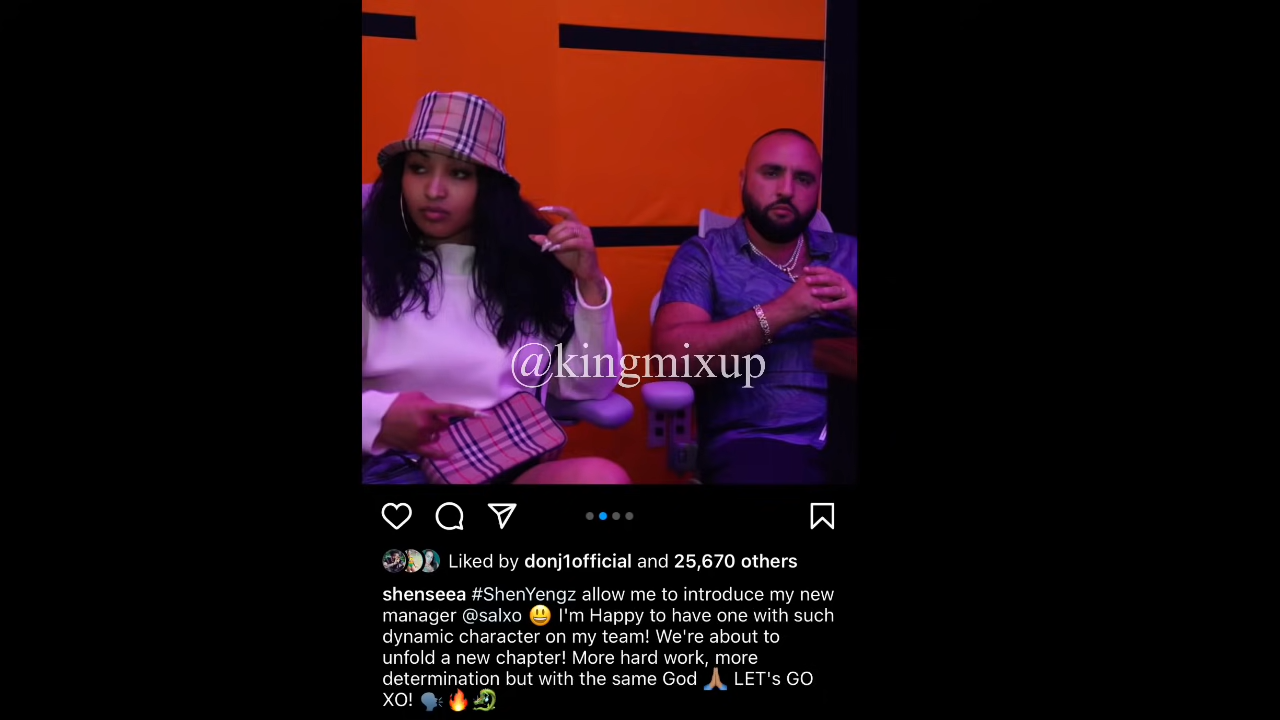 @kingmixup
Liked by donj1official and 25,670 others
shenseea #ShenYengz allow me to introduce my new
manager @salxo 😃 I'm Happy to have one with such
dynamic character on my team! We're about to
unfold a new chapter! More hard work, more
determination but with the same God 🙏🏽 LET's GO
XO! 🗣️🔥🐉